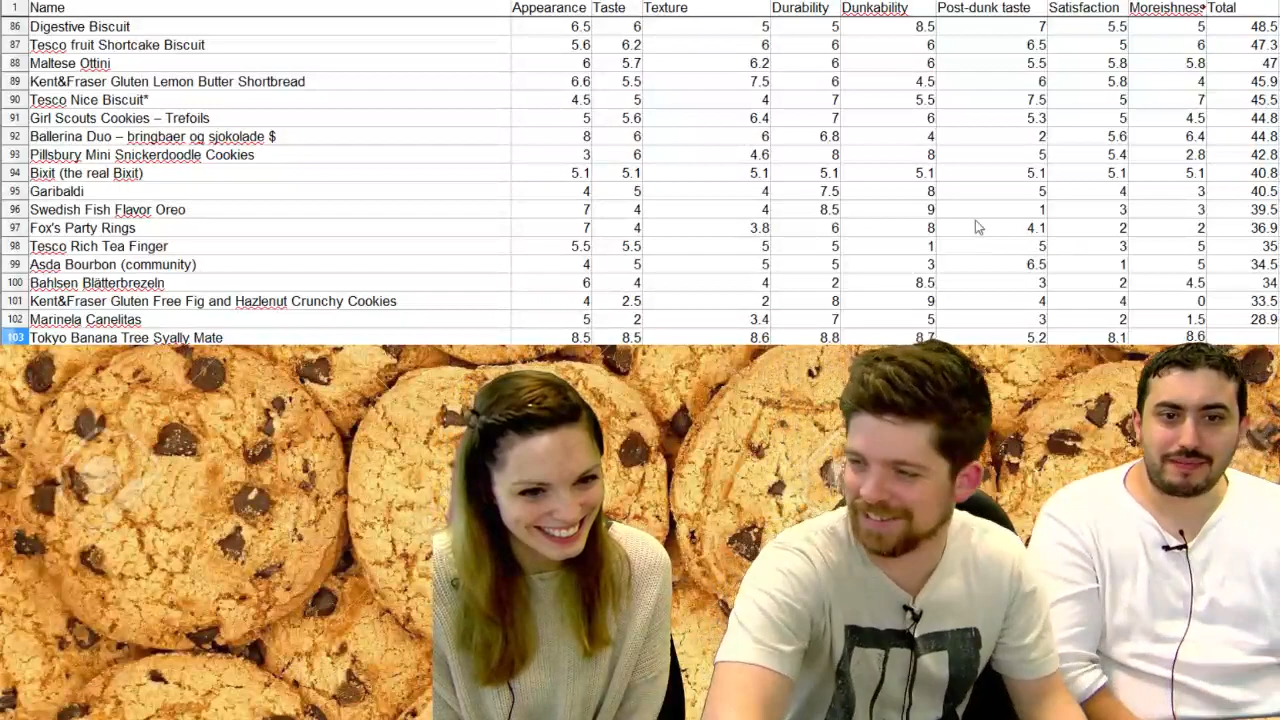 1 Name Appearance Taste Texture Durability Dunkability Post-dunk taste Satisfaction Moreishness Total
86 Digestive Biscuit 6.5 6 5 5 8.5 7 5.5 5 48.5
87 Tesco fruit Shortcake Biscuit 5.6 6.2 6 6 6 6.5 5 6 47.3
88 Maltese Ottini 6 5.7 6.2 6 6 5.5 5.8 5.8 47
89 Kent&Fraser Gluten Lemon Butter Shortbread 6.6 5.5 7.5 6 4.5 6 5.8 4 45.9
90 Tesco Nice Biscuit* 4.5 5 4 7 5.5 7.5 5 7 45.5
91 Girl Scouts Cookies – Trefoils 5 5.6 6.4 7 6 5.3 5 4.5 44.8
92 Ballerina Duo – bringbaer og sjokolade $ 8 6 6 6.8 4 2 5.6 6.4 44.8
93 Pillsbury Mini Snickerdoodle Cookies 3 6 4.6 8 8 5 5.4 2.8 42.8
94 Bixit (the real Bixit) 5.1 5.1 5.1 5.1 5.1 5.1 5.1 5.1 40.8
95 Garibaldi 4 5 4 7.5 8 5 4 3 40.5
96 Swedish Fish Flavor Oreo 7 4 4 8.5 9 1 3 3 39.5
97 Fox's Party Rings 7 4 3.8 6 8 4.1 2 2 36.9
98 Tesco Rich Tea Finger 5.5 5.5 5 5 1 5 3 5 35
99 Asda Bourbon (community) 4 5 5 5 3 6.5 1 5 34.5
100 Bahlsen Blätterbrezeln 6 4 4 2 8.5 3 2 4.5 34
101 Kent&Fraser Gluten Free Fig and Hazlenut Crunchy Cookies 4 2.5 2 8 9 4 4 0 33.5
102 Marinela Canelitas 5 2 3.4 7 5 3 2 1.5 28.9
103 Tokyo Banana Tree Syally Mate 8.5 8.5 8.6 8.8 8.7 5.2 8.1 8.6